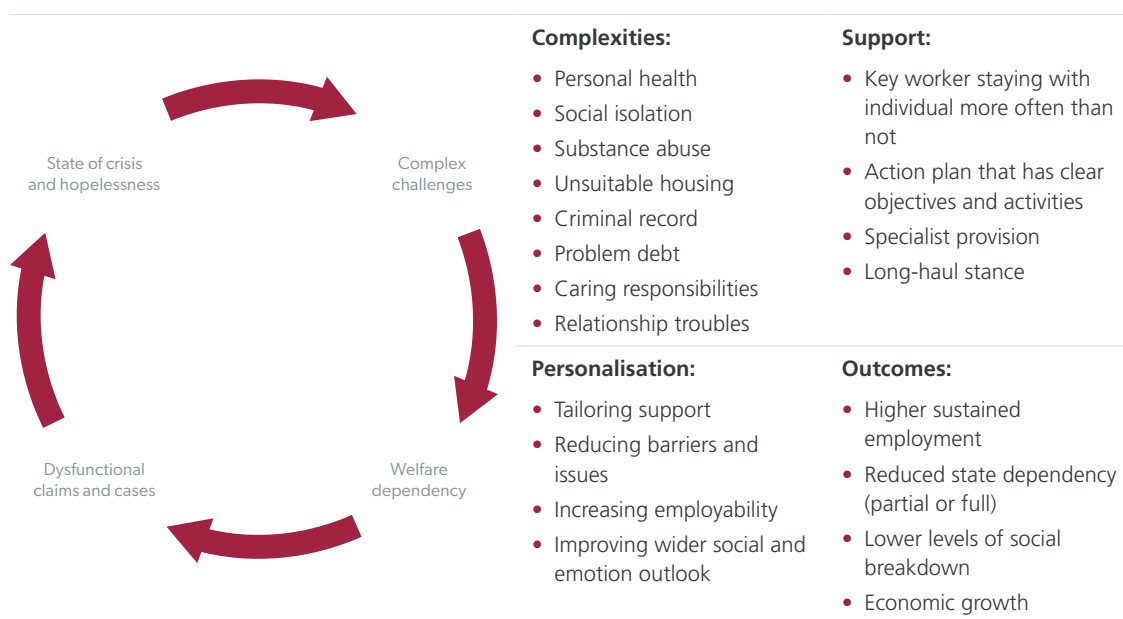 State of crisis
and hopelessness
Complex
challenges
Welfare
dependency
Dysfunctional
claims and cases
Complexities:
• Personal health
• Social isolation
• Substance abuse
• Unsuitable housing
• Criminal record
• Problem debt
• Caring responsibilities
• Relationship troubles
Support:
• Key worker staying with
individual more often than
not
• Action plan that has clear
objectives and activities
• Specialist provision
• Long-haul stance
Personalisation:
• Tailoring support
• Reducing barriers and
issues
• Increasing employability
• Improving wider social and
emotion outlook
Outcomes:
• Higher sustained
employment
• Reduced state dependency
(partial or full)
• Lower levels of social
breakdown
• Economic growth